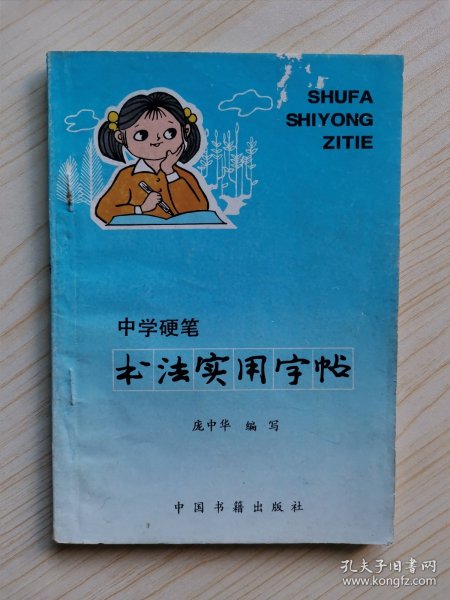 SHUFA
SHIYONG
ZITIE
中学硬笔
书法实用字帖
庞中华 编写
中国书籍出版社
孔夫子旧书网
www.kongfz.com